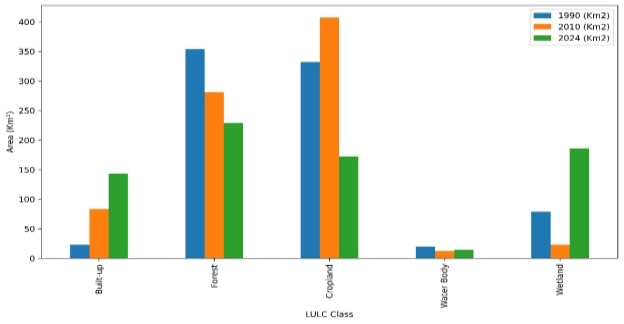 1990 (Km2)
2010 (Km2)
2024 (Km2)
400
350
300
250
200
150
100
50
0
Area (Km²)
Built-up
Forest
Cropland
Water Body
Wetland
LULC Class